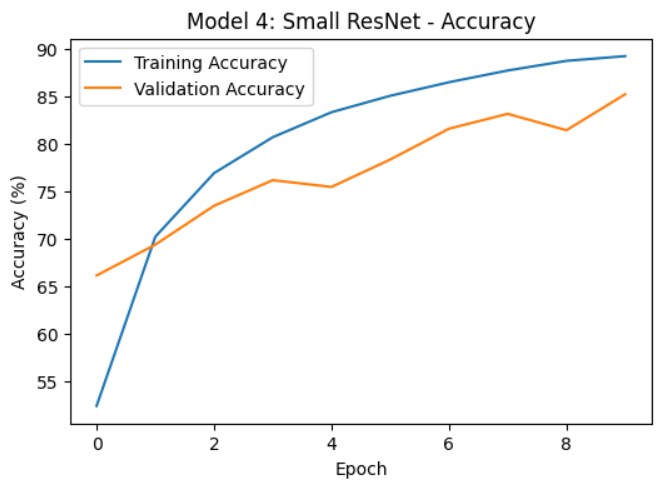 Model 4: Small ResNet - Accuracy
90
85
80
75
70
65
60
55
Accuracy (%)
Training Accuracy
Validation Accuracy
0 2 4 6 8
Epoch